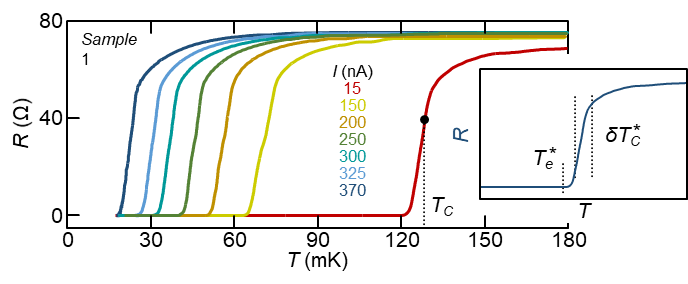 80
Sample
1
I (nA)
15
150
200
250
300
325
370
40
R (Ω)
0
T_C
0 30 60 90 120 150 180
T (mK)
R
T_e^*
δT_C^*
T